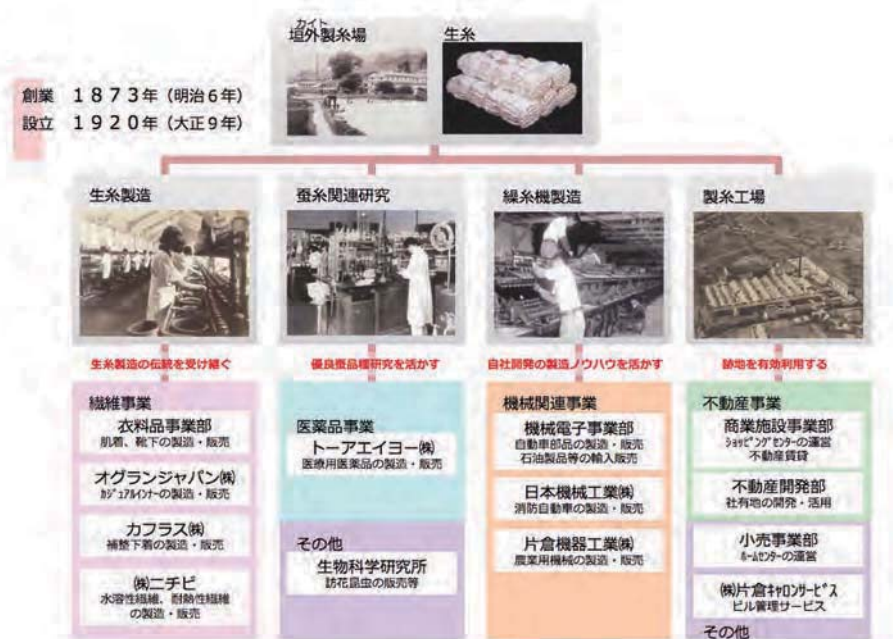 カイト
垣外製糸場
生糸
創業 1873年(明治6年)
設立 1920年(大正9年)
生糸製造
蚕糸関連研究
繰糸機製造
製糸工場
生糸製造の伝統を受け継ぐ
優良蚕品種研究を活かす
自社開発の製造ノウハウを活かす
跡地を有効利用する
繊維事業
衣料品事業部
肌着、靴下の製造・販売
オグランジャパン㈱
カジュアルインナーの製造・販売
カフラス㈱
補整下着の製造・販売
㈱ニチビ
水溶性繊維、耐熱性繊維
の製造・販売
医薬品事業
トーアエイヨー㈱
医療用医薬品の製造・販売
その他
生物科学研究所
訪花昆虫の販売等
機械関連事業
機械電子事業部
自動車部品の製造・販売
石油製品等の輸入販売
日本機械工業㈱
消防自動車の製造・販売
片倉機器工業㈱
農業用機械の製造・販売
不動産事業
商業施設事業部
ショッピングセンターの運営
不動産賃貸
不動産開発部
社有地の開発・活用
小売事業部
ホームセンターの運営
㈱片倉キャロンサービス
ビル管理サービス
その他